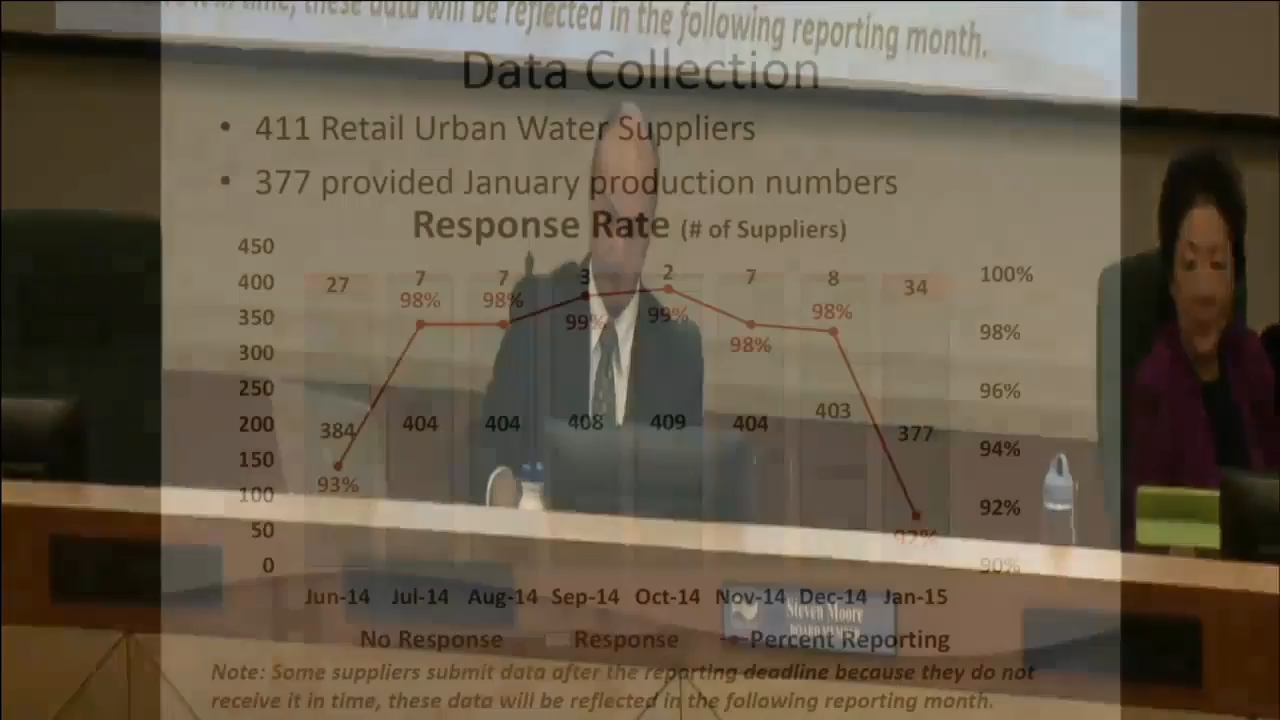 it in time, these data will be reflected in the following reporting month.
Data Collection
• 411 Retail Urban Water Suppliers
• 377 provided January production numbers
Response Rate (# of Suppliers)
450
400
350
300
250
200
150
100
50
0
27 7 7 3 2 7 8 34
98% 98% 99% 99% 98% 98%
384 404 404 408 409 404 403 377
93% 92%
100%
98%
96%
94%
92%
90%
Jun-14 Jul-14 Aug-14 Sep-14 Oct-14 Nov-14 Dec-14 Jan-15
Steven Moore
BOARD MEMBER
No Response Response Percent Reporting
Note: Some suppliers submit data after the reporting deadline because they do not
receive it in time, these data will be reflected in the following reporting month.